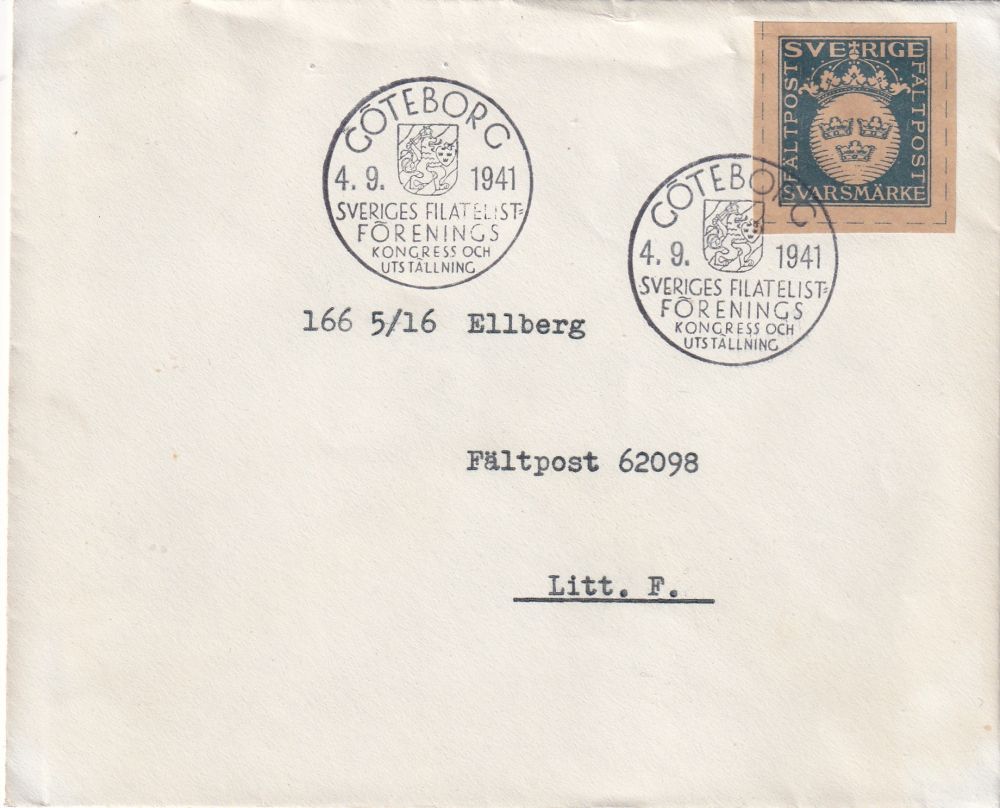 SVERIGE
FÄLTPOST
FÄLTPOST
SVARSMÄRKE
GÖTEBORG
4. 9. 1941
SVERIGES FILATELIST=
FÖRENINGS
KONGRESS OCH
UTSTÄLLNING
GÖTEBORG
4. 9. 1941
SVERIGES FILATELIST=
FÖRENINGS
KONGRESS OCH
UTSTÄLLNING
166 5/16 Ellberg
Fältpost 62098
Litt. F.